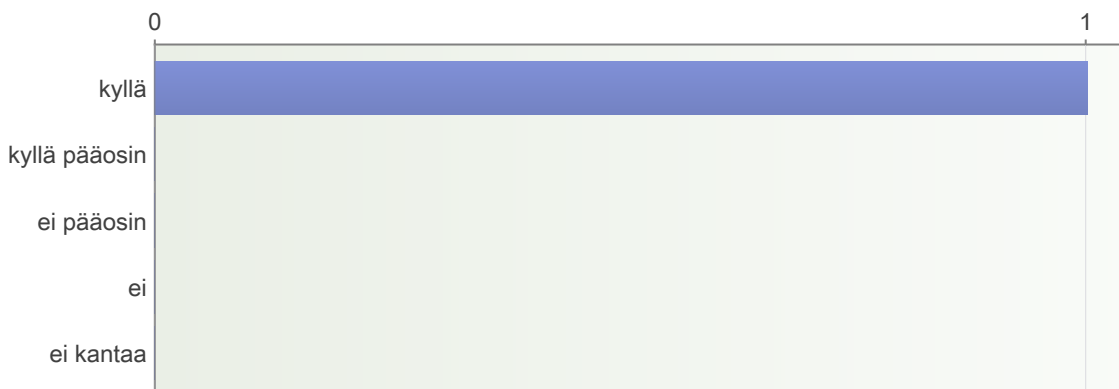 0 1
kyllä
kyllä pääosin
ei pääosin
ei
ei kantaa